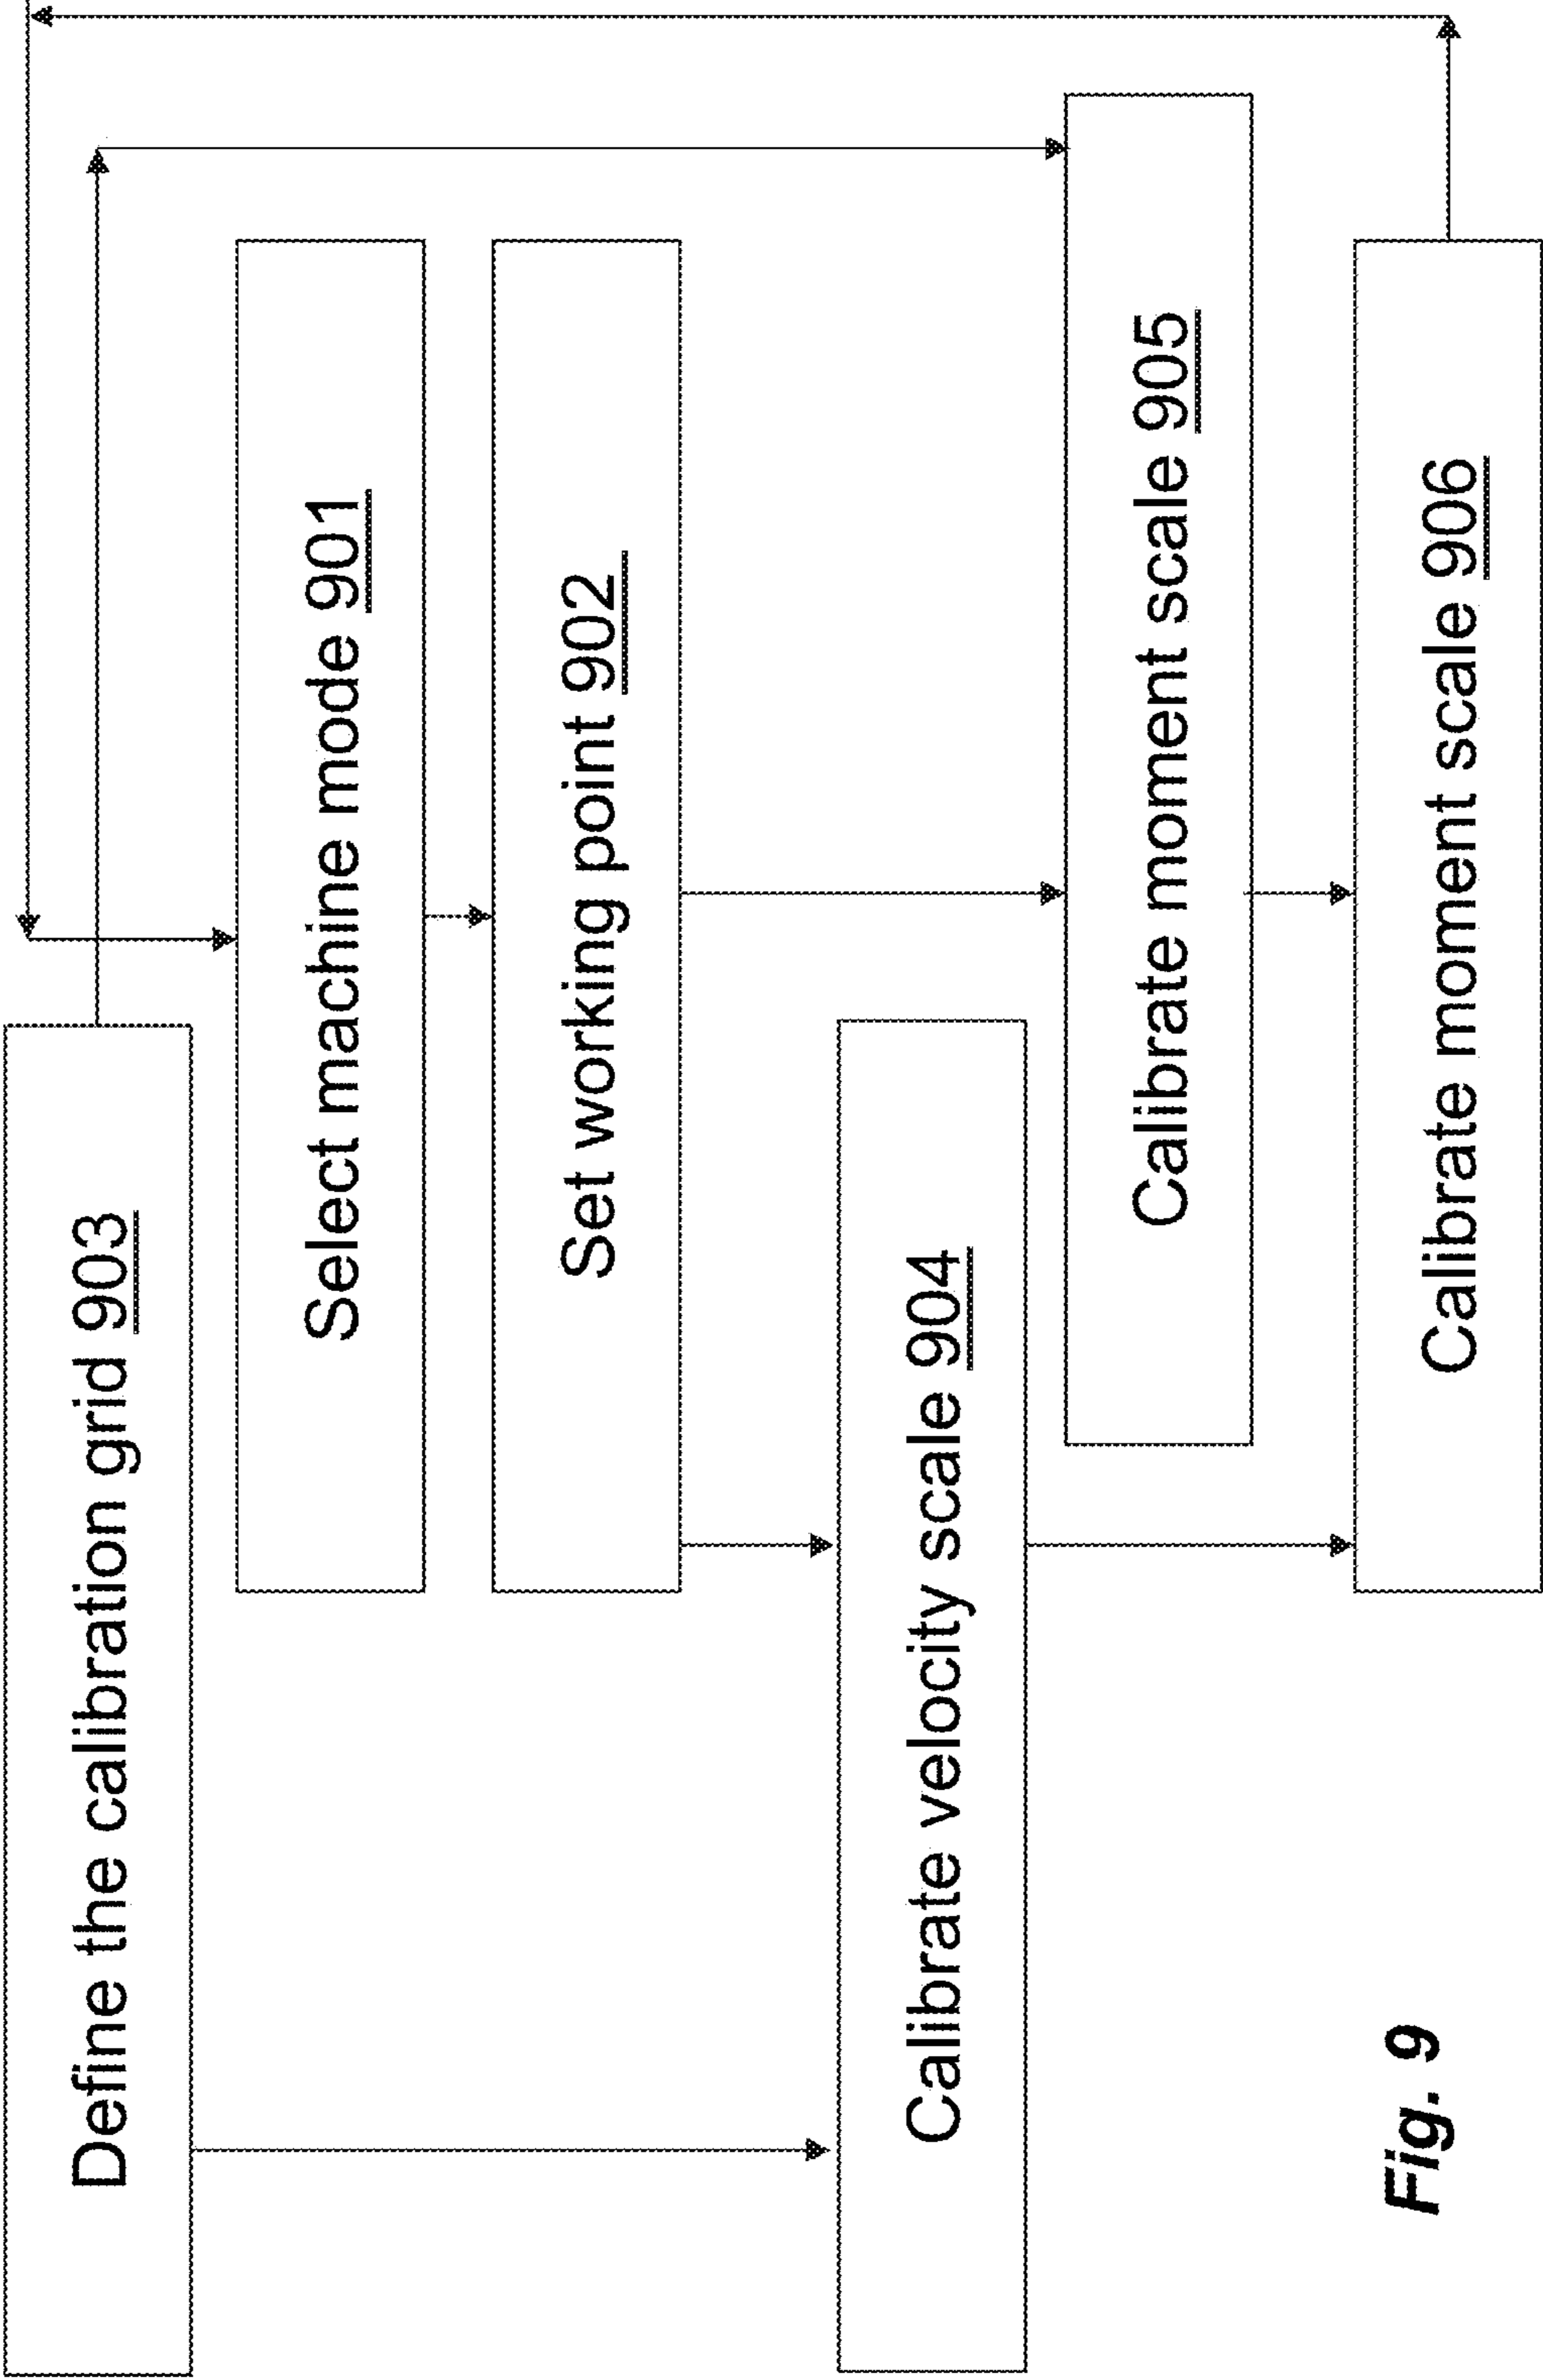 Define the calibration grid 903
Select machine mode 901
Set working point 902
Calibrate velocity scale 904
Calibrate moment scale 905
Calibrate moment scale 906
Fig. 9